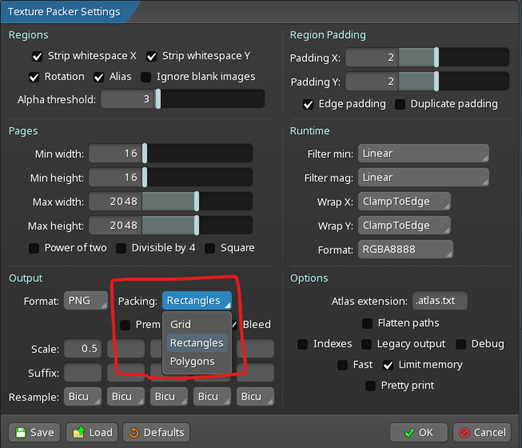 Texture Packer Settings
Regions
Strip whitespace X Strip whitespace Y
Rotation Alias Ignore blank images
Alpha threshold: 3
Region Padding
Padding X: 2
Padding Y: 2
Edge padding Duplicate padding
Pages
Min width: 16
Min height: 16
Max width: 2048
Max height: 2048
Power of two Divisible by 4 Square
Runtime
Filter min: Linear
Filter mag: Linear
Wrap X: ClampToEdge
Wrap Y: ClampToEdge
Format: RGBA8888
Output
Format: PNG Packing: Rectangles
Prem Bleed
Grid
Rectangles
Polygons
Scale: 0.5
Suffix:
Resample: Bicu Bicu Bicu Bicu Bicu
Options
Atlas extension: .atlas.txt
Flatten paths
Indexes Legacy output Debug
Fast Limit memory
Pretty print
Save Load Defaults OK Cancel